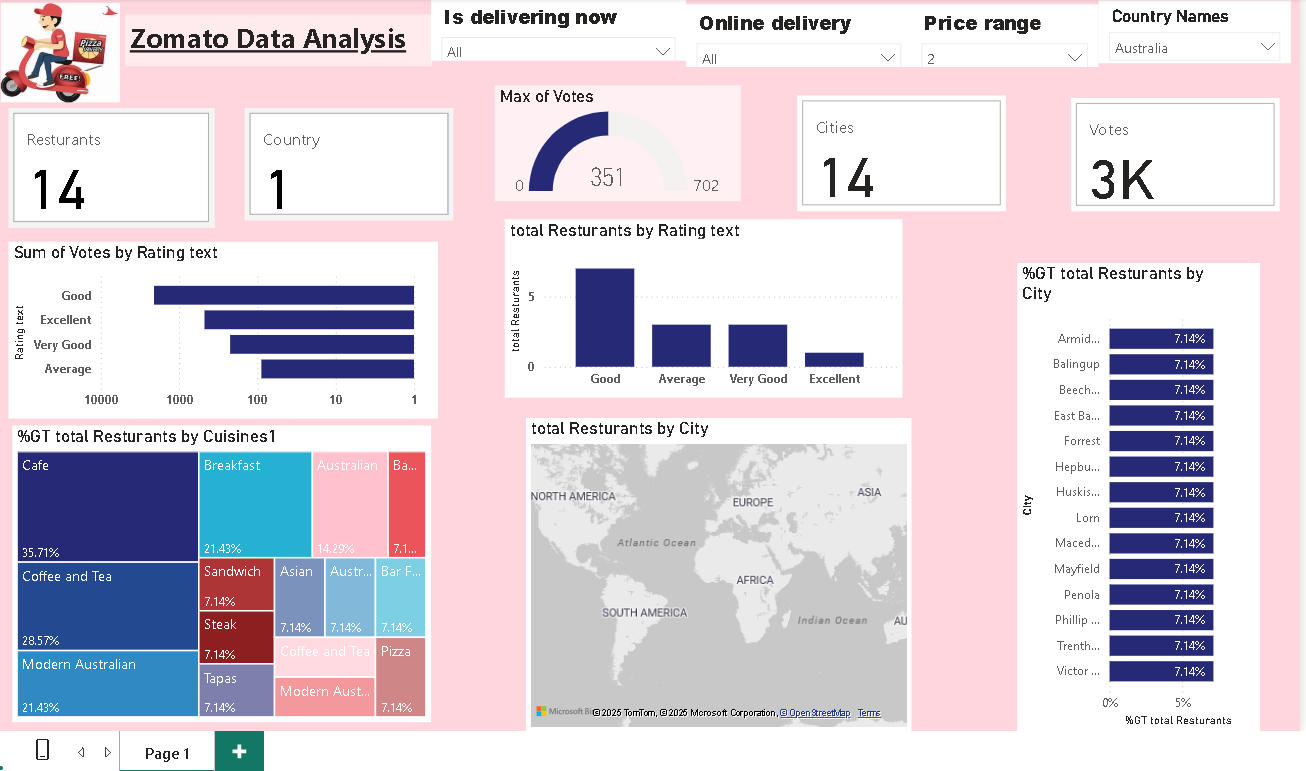 Pizza
DELIVERY
FREE!
Zomato Data Analysis
Is delivering now
All
Online delivery
All
Price range
2
Country Names
Australia
Resturants
14
Country
1
Max of Votes
0
351
702
Cities
14
Votes
3K
Sum of Votes by Rating text
Rating text
Good
Excellent
Very Good
Average
10000 1000 100 10 1
total Resturants by Rating text
total Resturants
5
0
Good Average Very Good Excellent
%GT total Resturants by
City
City
Armid... 7.14%
Balingup 7.14%
Beech... 7.14%
East Ba... 7.14%
Forrest 7.14%
Hepbu... 7.14%
Huskis... 7.14%
Lorn 7.14%
Maced... 7.14%
Mayfield 7.14%
Penola 7.14%
Phillip ... 7.14%
Trenth... 7.14%
Victor ... 7.14%
0% 5%
%GT total Resturants
%GT total Resturants by Cuisines1
Cafe
35.71%
Coffee and Tea
28.57%
Modern Australian
21.43%
Breakfast
21.43%
Australian
14.29%
Ba...
7.1...
Sandwich
7.14%
Steak
7.14%
Tapas
7.14%
Asian
7.14%
Austr...
7.14%
Bar F...
7.14%
Coffee and Tea
Modern Aust...
Pizza
7.14%
total Resturants by City
NORTH AMERICA
EUROPE
ASIA
Atlantic Ocean
AFRICA
SOUTH AMERICA
Indian Ocean
AU
Microsoft Bi
©2025 TomTom, ©2025 Microsoft Corporation, © OpenStreetMap Terms
Page 1
+